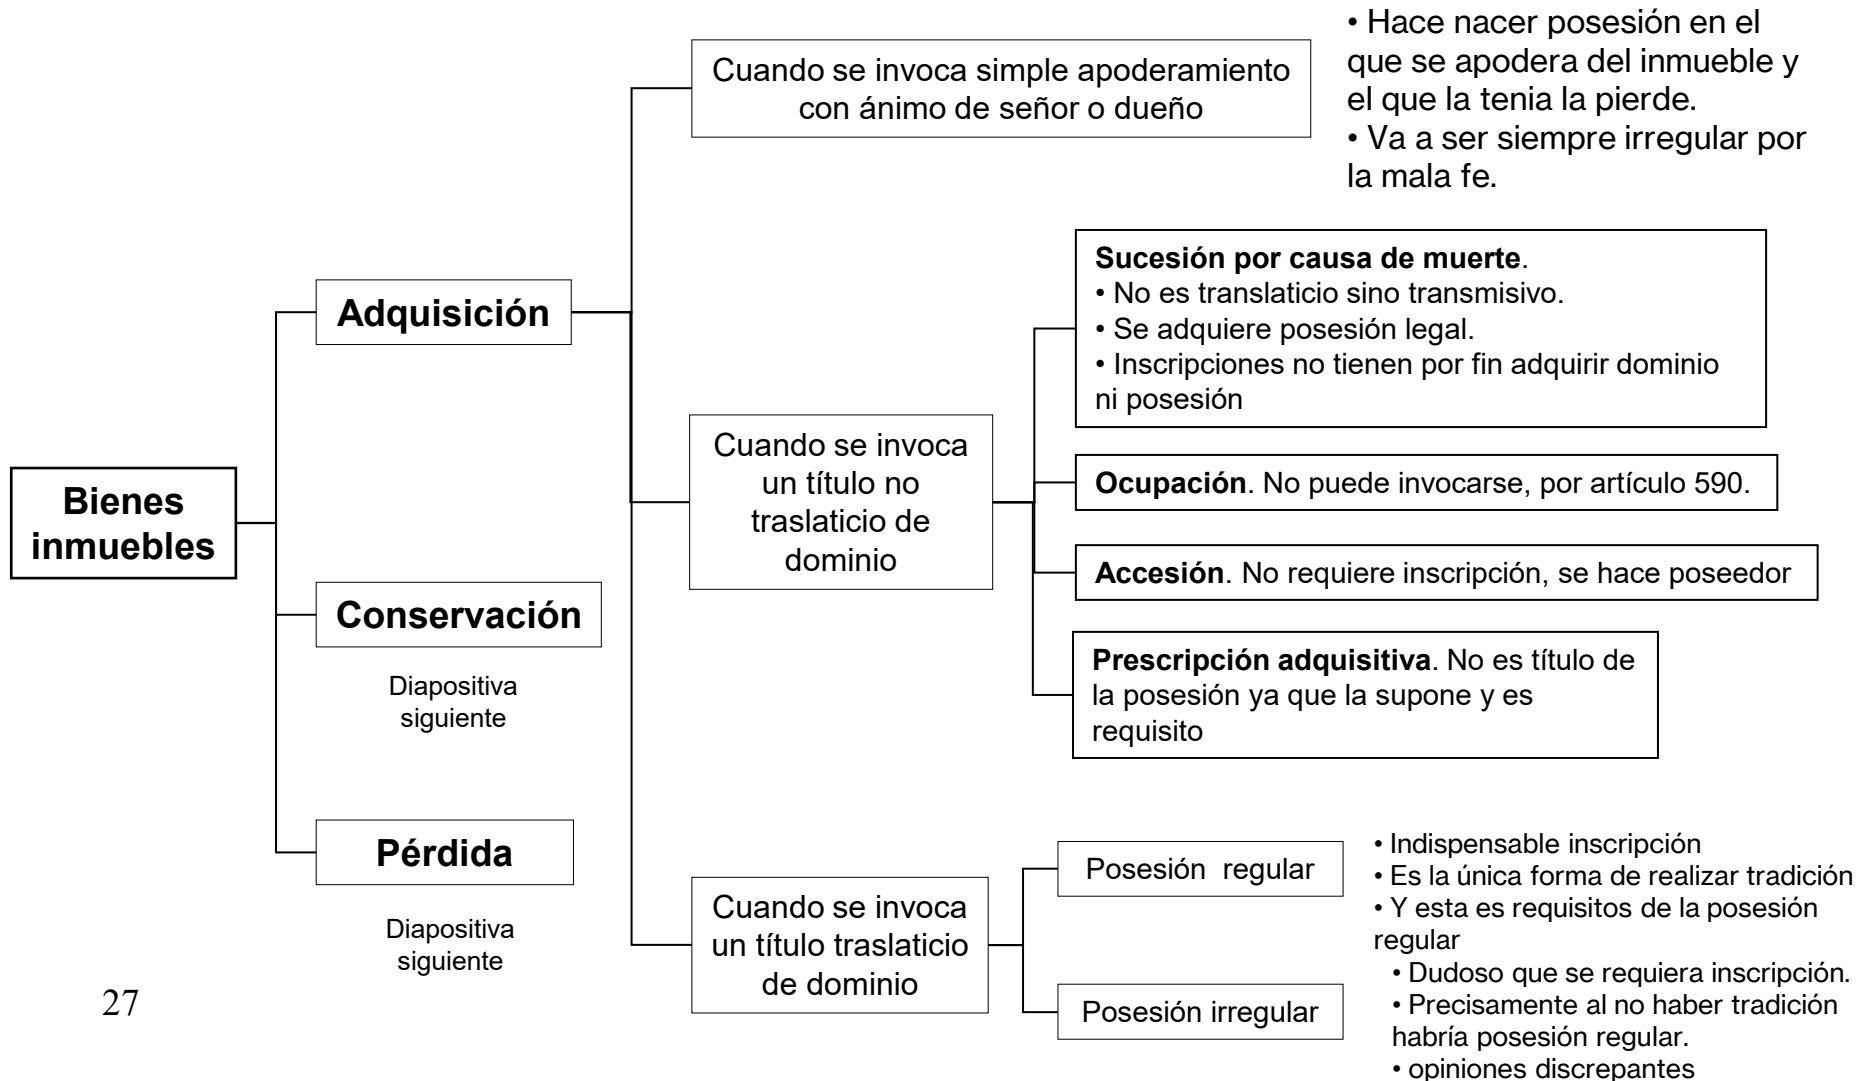 • Hace nacer posesión en el
que se apodera del inmueble y
el que la tenia la pierde.
• Va a ser siempre irregular por
la mala fe.
Cuando se invoca simple apoderamiento
con ánimo de señor o dueño
Sucesión por causa de muerte.
• No es translaticio sino transmisivo.
• Se adquiere posesión legal.
• Inscripciones no tienen por fin adquirir dominio
ni posesión
Adquisición
Cuando se invoca
un título no
traslaticio de
dominio
Ocupación. No puede invocarse, por artículo 590.
Accesión. No requiere inscripción, se hace poseedor
Prescripción adquisitiva. No es título de
la posesión ya que la supone y es
requisito
Bienes
inmuebles
Conservación
Diapositiva
siguiente
Pérdida
Diapositiva
siguiente
Cuando se invoca
un título traslaticio
de dominio
Posesión regular
• Indispensable inscripción
• Es la única forma de realizar tradición
• Y esta es requisitos de la posesión
regular
Posesión irregular
• Dudoso que se requiera inscripción.
• Precisamente al no haber tradición
habría posesión regular.
• opiniones discrepantes
27